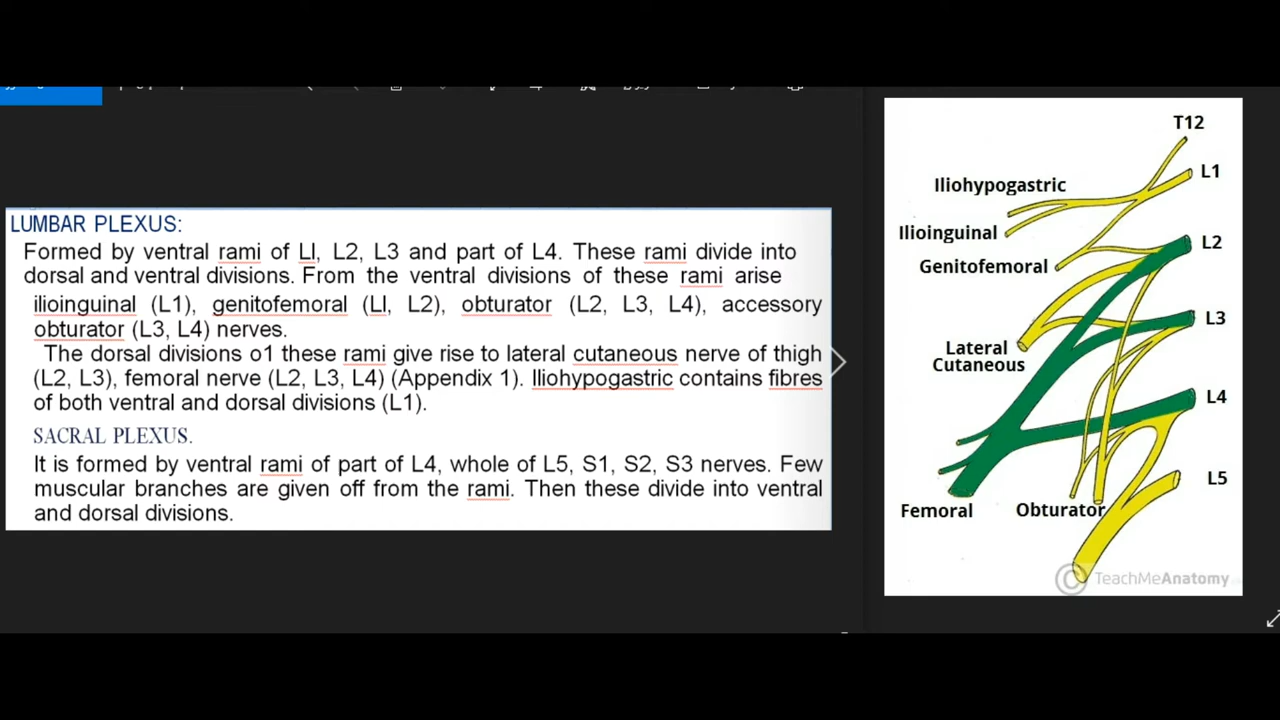 LUMBAR PLEXUS:
Formed by ventral rami of Ll, L2, L3 and part of L4. These rami divide into
dorsal and ventral divisions. From the ventral divisions of these rami arise
ilioinguinal (L1), genitofemoral (Ll, L2), obturator (L2, L3, L4), accessory
obturator (L3, L4) nerves.
The dorsal divisions o1 these rami give rise to lateral cutaneous nerve of thigh
(L2, L3), femoral nerve (L2, L3, L4) (Appendix 1). Iliohypogastric contains fibres
of both ventral and dorsal divisions (L1).
SACRAL PLEXUS.
It is formed by ventral rami of part of L4, whole of L5, S1, S2, S3 nerves. Few
muscular branches are given off from the rami. Then these divide into ventral
and dorsal divisions.
T12
L1
Iliohypogastric
Ilioinguinal
L2
Genitofemoral
L3
Lateral
Cutaneous
L4
L5
Femoral
Obturator
© TeachMeAnatomy